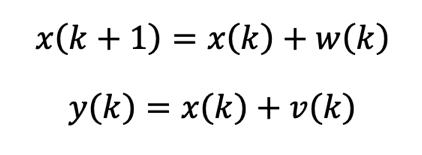 x(k + 1) = x(k) + w(k)
y(k) = x(k) + v(k)